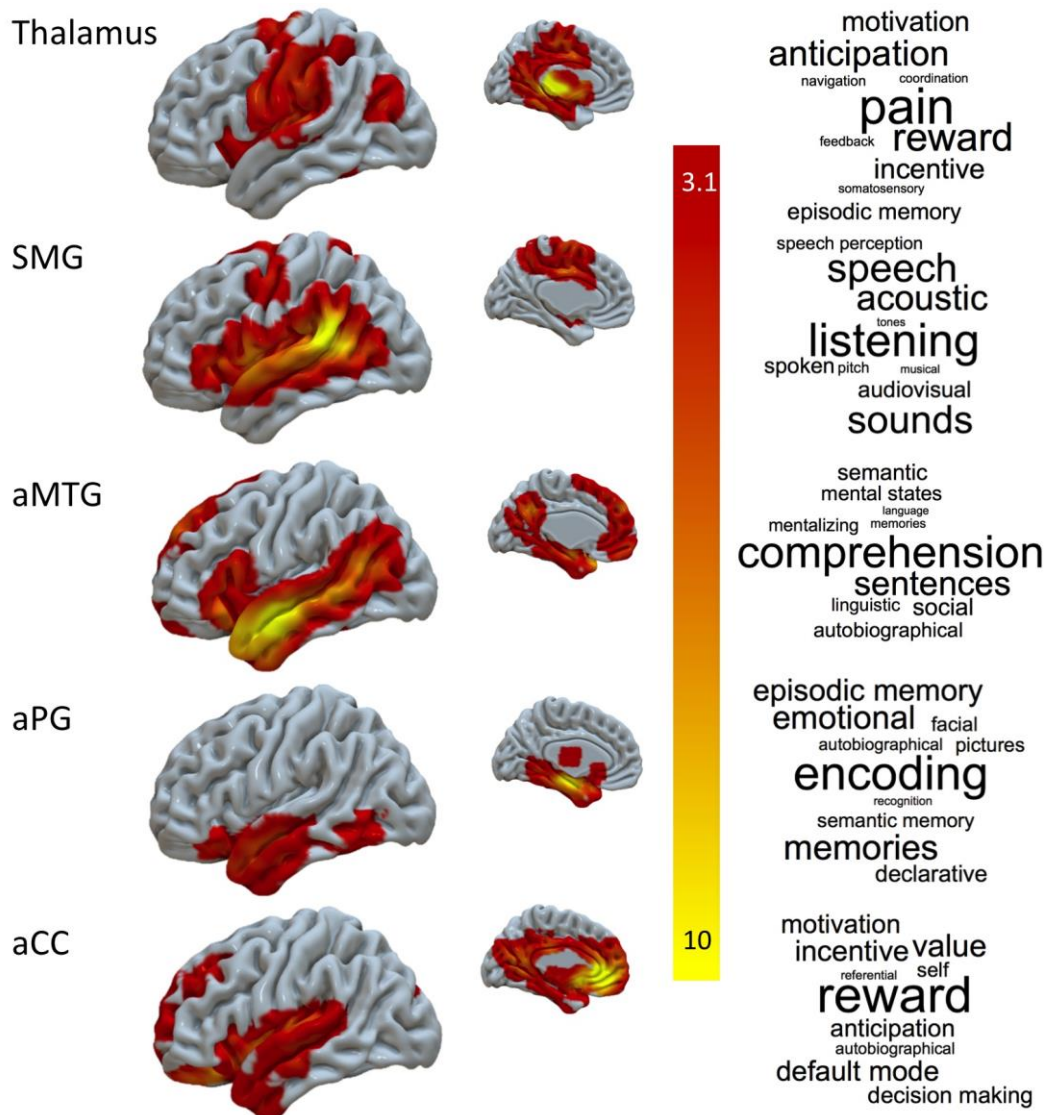 Thalamus
motivation
anticipation
navigation coordination
pain
feedback reward
incentive
somatosensory
episodic memory
3.1
SMG
speech perception
speech
acoustic
tones
listening
spoken pitch musical
audiovisual
sounds
aMTG
semantic
mental states
language
mentalizing memories
comprehension
sentences
linguistic social
autobiographical
aPG
episodic memory
emotional facial
autobiographical pictures
encoding
recognition
semantic memory
memories
declarative
aCC
10
motivation
incentive value
referential self
reward
anticipation
autobiographical
default mode
decision making